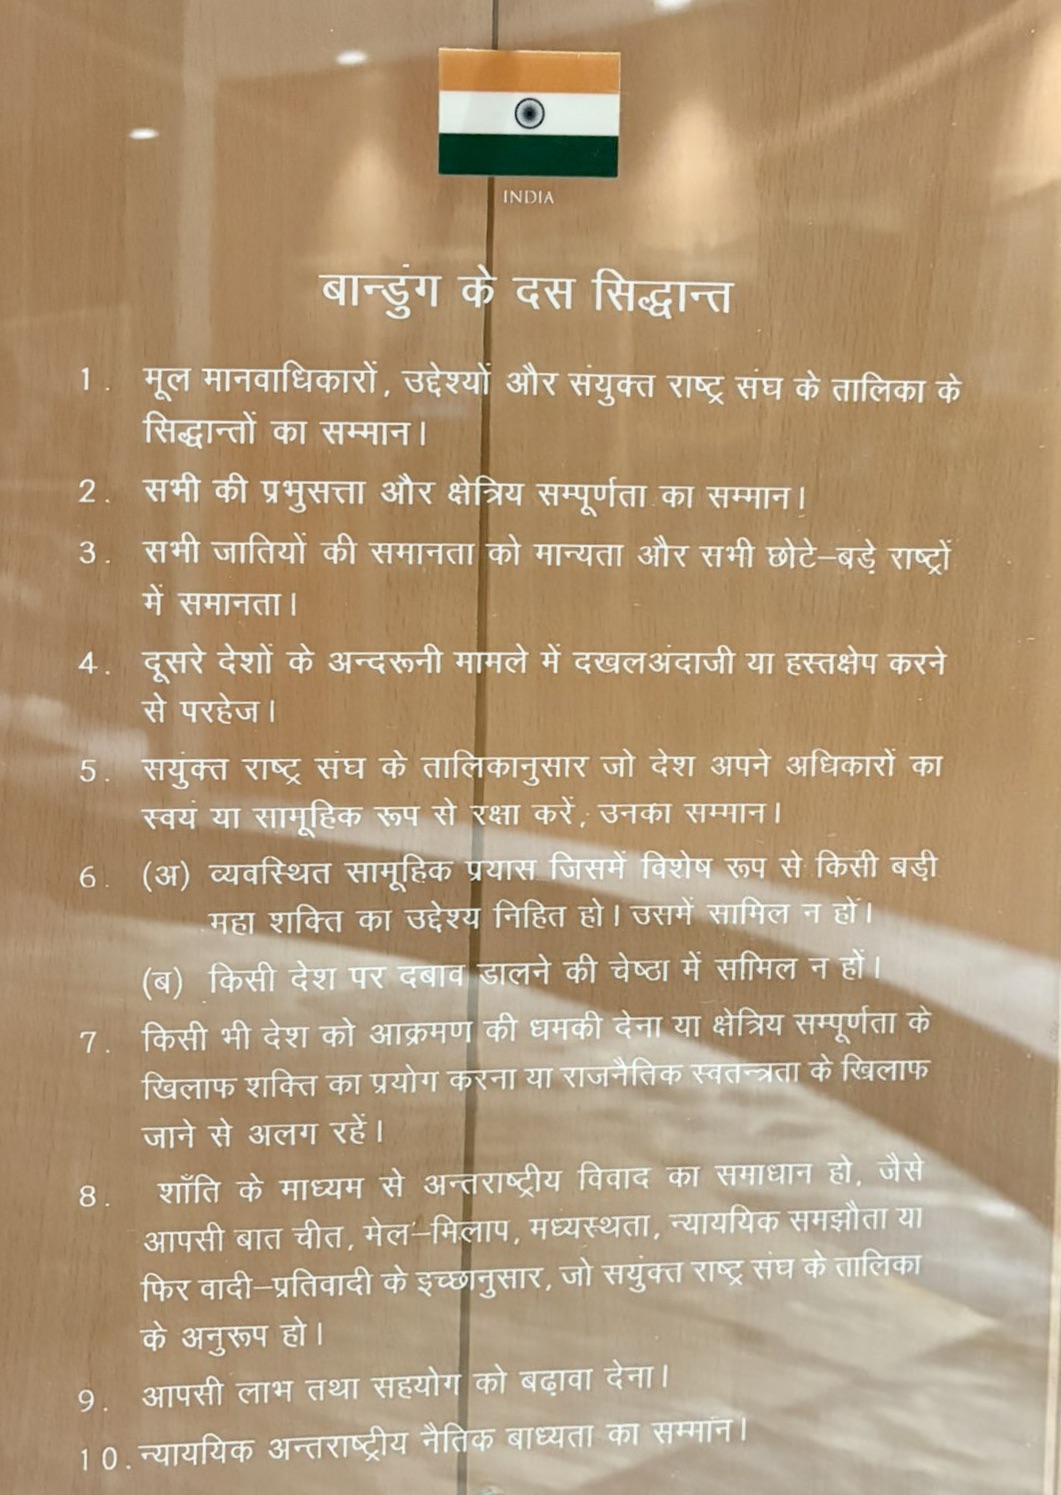 INDIA
बान्डुंग के दस सिद्धान्त
1. मूल मानवाधिकारों, उद्देश्यों और संयुक्त राष्ट्र संघ के तालिका के
सिद्धान्तों का सम्मान।
2. सभी की प्रभुसत्ता और क्षेत्रिय सम्पूर्णता का सम्मान।
3. सभी जातियों की समानता को मान्यता और सभी छोटे–बड़े राष्ट्रों
में समानता।
4. दूसरे देशों के अन्दरूनी मामले में दखलअंदाजी या हस्तक्षेप करने
से परहेज।
5. सयुंक्त राष्ट्र संघ के तालिकानुसार जो देश अपने अधिकारों का
स्वयं या सामूहिक रूप से रक्षा करें, उनका सम्मान।
6. (अ) व्यवस्थित सामूहिक प्रयास जिसमें विशेष रूप से किसी बड़ी
महा शक्ति का उद्देश्य निहित हो। उसमें सामिल न हों।
(ब) किसी देश पर दबाव डालने की चेष्ठा में समिल न हों।
7. किसी भी देश को आक्रमण की धमकी देना या क्षेत्रिय सम्पूर्णता के
खिलाफ शक्ति का प्रयोग करना या राजनैतिक स्वतन्त्रता के खिलाफ
जाने से अलग रहें।
8. शाँति के माध्यम से अन्तराष्ट्रीय विवाद का समाधान हो, जैसे
आपसी बात चीत, मेल–मिलाप, मध्यस्थता, न्याययिक समझौता या
फिर वादी–प्रतिवादी के इच्छानुसार, जो सयुंक्त राष्ट्र संघ के तालिका
के अनुरूप हो।
9. आपसी लाभ तथा सहयोग को बढ़ावा देना।
10. न्याययिक अन्तराष्ट्रीय नैतिक बाध्यता का सम्मान।